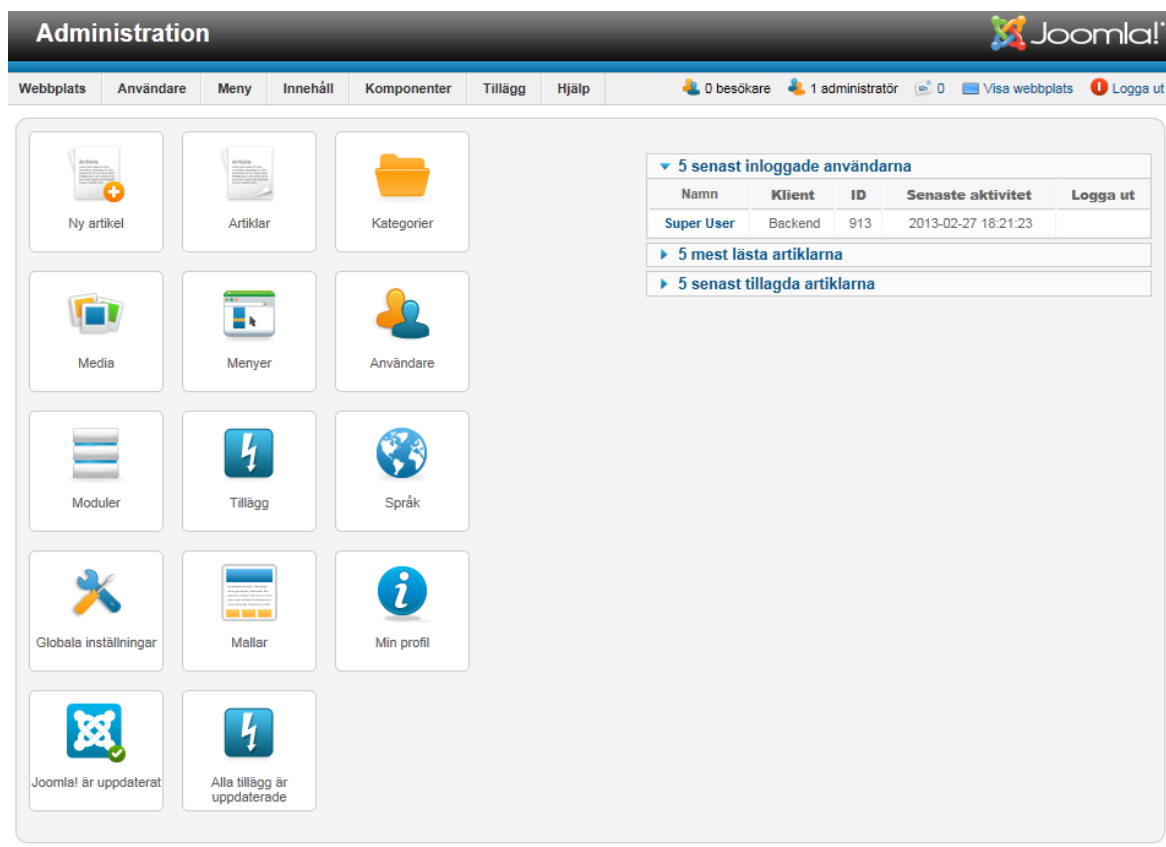 Administration
Joomla!
Webbplats Användare Meny Innehåll Komponenter Tillägg Hjälp 0 besökare 1 administratör 0 Visa webbplats Logga ut
Ny artikel Artiklar Kategorier
Media Menyer Användare
Moduler Tillägg Språk
Globala inställningar Mallar Min profil
Joomla! är uppdaterat Alla tillägg är
uppdaterade
5 senast inloggade användarna
Namn Klient ID Senaste aktivitet Logga ut
Super User Backend 913 2013-02-27 18:21:23
5 mest lästa artiklarna
5 senast tillagda artiklarna